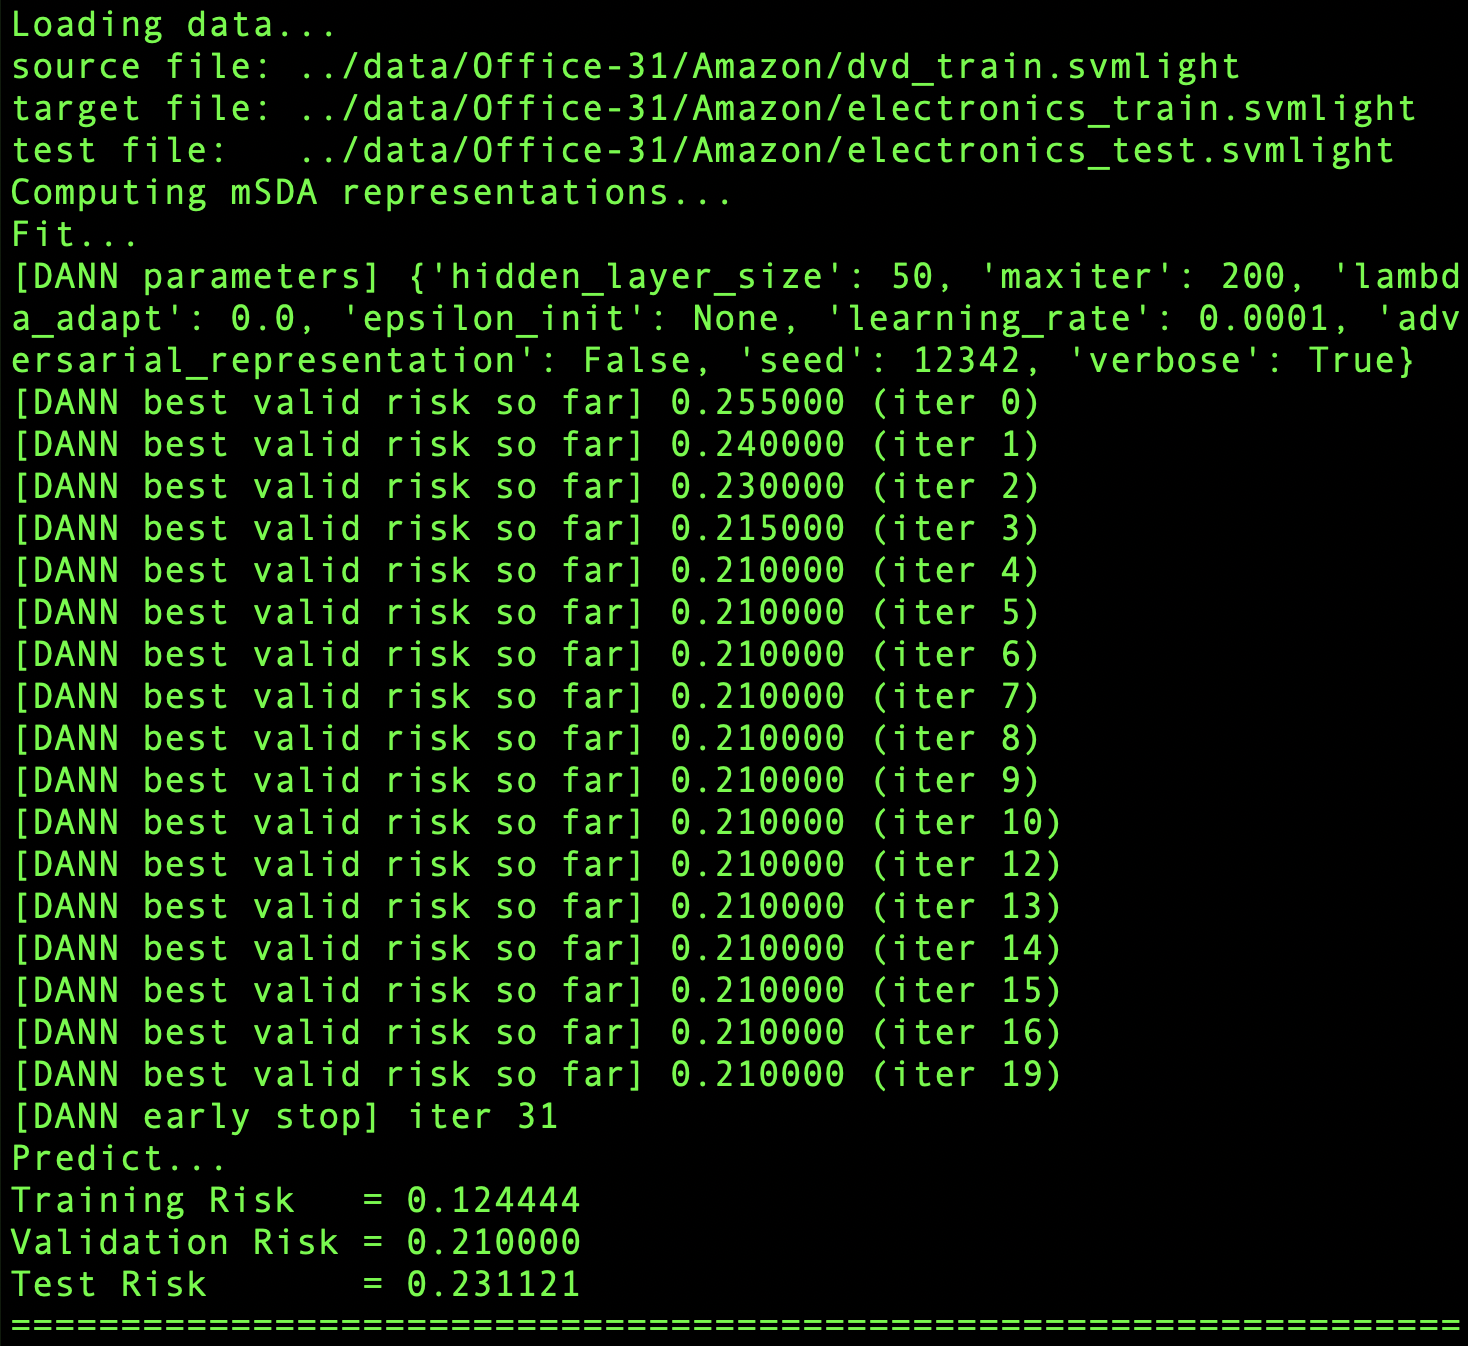 Loading data...
source file: ../data/Office-31/Amazon/dvd_train.svmlight
target file: ../data/Office-31/Amazon/electronics_train.svmlight
test file:   ../data/Office-31/Amazon/electronics_test.svmlight
Computing mSDA representations...
Fit...
[DANN parameters] {'hidden_layer_size': 50, 'maxiter': 200, 'lambd
a_adapt': 0.0, 'epsilon_init': None, 'learning_rate': 0.0001, 'adv
ersarial_representation': False, 'seed': 12342, 'verbose': True}
[DANN best valid risk so far] 0.255000 (iter 0)
[DANN best valid risk so far] 0.240000 (iter 1)
[DANN best valid risk so far] 0.230000 (iter 2)
[DANN best valid risk so far] 0.215000 (iter 3)
[DANN best valid risk so far] 0.210000 (iter 4)
[DANN best valid risk so far] 0.210000 (iter 5)
[DANN best valid risk so far] 0.210000 (iter 6)
[DANN best valid risk so far] 0.210000 (iter 7)
[DANN best valid risk so far] 0.210000 (iter 8)
[DANN best valid risk so far] 0.210000 (iter 9)
[DANN best valid risk so far] 0.210000 (iter 10)
[DANN best valid risk so far] 0.210000 (iter 12)
[DANN best valid risk so far] 0.210000 (iter 13)
[DANN best valid risk so far] 0.210000 (iter 14)
[DANN best valid risk so far] 0.210000 (iter 15)
[DANN best valid risk so far] 0.210000 (iter 16)
[DANN best valid risk so far] 0.210000 (iter 19)
[DANN early stop] iter 31
Predict...
Training Risk   = 0.124444
Validation Risk = 0.210000
Test Risk       = 0.231121
==================================================================